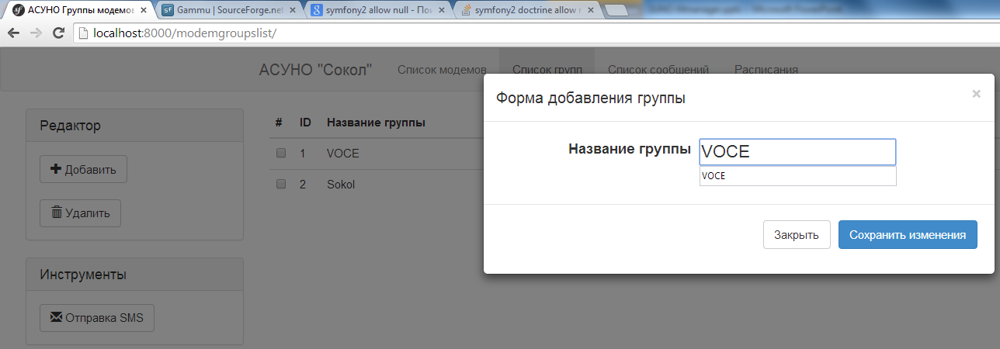 АСУНО Группы модемов
Gammu | SourceForge.ne
symfony2 allow null - Пои
symfony2 doctrine allow
localhost:8000/modemgroupslist/
АСУНО "Сокол" Список модемов Список групп Список сообщений Расписания
Редактор
Добавить
Удалить
Инструменты
Отправка SMS
# ID Название группы
1 VOCE
2 Sokol
Форма добавления группы ×
Название группы VOCE
VOCE
Закрыть Сохранить изменения